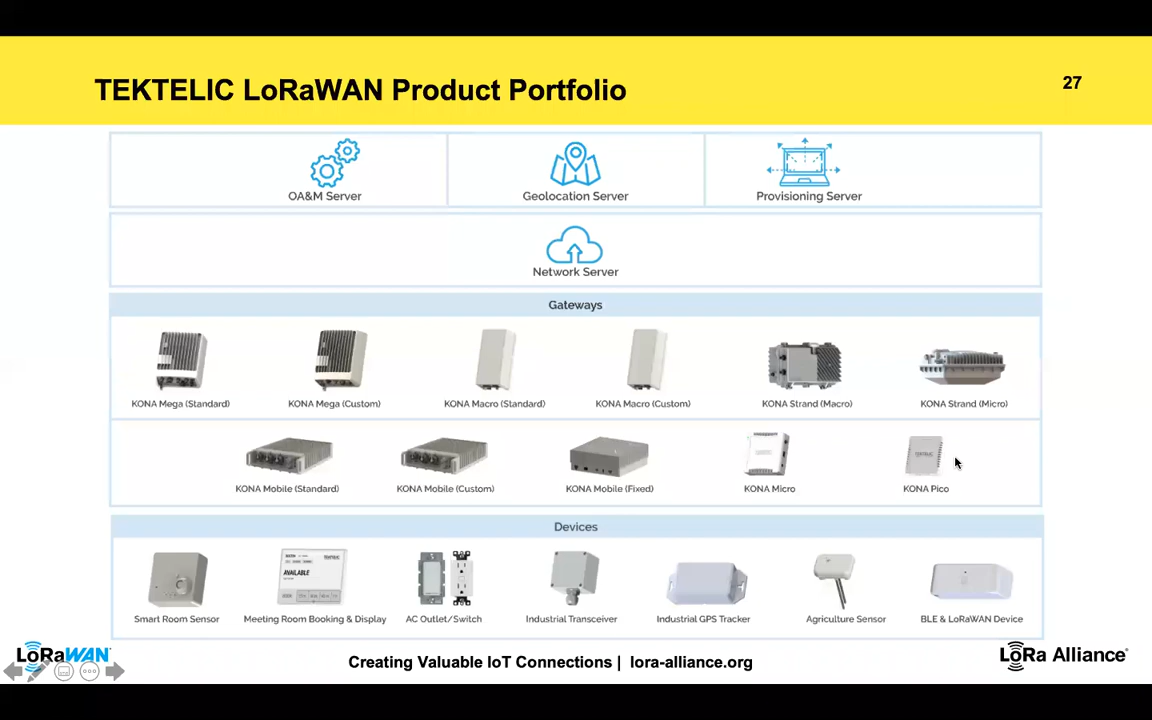 TEKTELIC LoRaWAN Product Portfolio
27
OA&M Server
Geolocation Server
Provisioning Server
Network Server
Gateways
KONA Mega (Standard)
KONA Mega (Custom)
KONA Macro (Standard)
KONA Macro (Custom)
KONA Strand (Macro)
KONA Strand (Micro)
TEKTELIC
KONA Mobile (Standard)
KONA Mobile (Custom)
KONA Mobile (Fixed)
KONA Micro
KONA Pico
Devices
AVAILABLE
Smart Room Sensor
Meeting Room Booking & Display
AC Outlet/Switch
Industrial Transceiver
Industrial GPS Tracker
Agriculture Sensor
BLE & LoRaWAN Device
LoRaWAN
Creating Valuable IoT Connections | lora-alliance.org
LoRa Alliance®